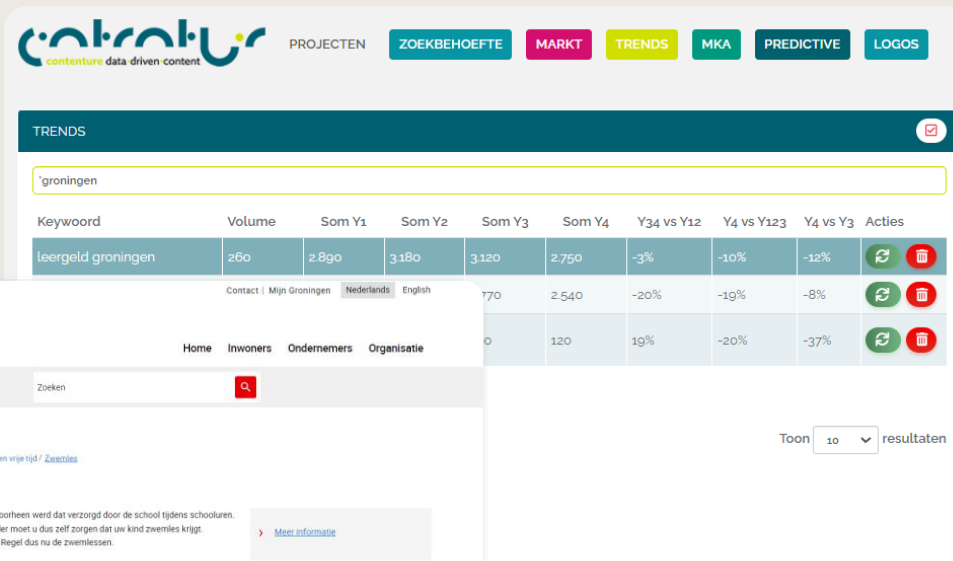 contentur
contenture data-driven-content
PROJECTEN ZOEKBEHOEFTE MARKT TRENDS MKA PREDICTIVE LOGOS
TRENDS
*groningen
Keywoord Volume Som Y1 Som Y2 Som Y3 Som Y4 Y34 vs Y12 Y4 vs Y123 Y4 vs Y3 Acties
leergeld groningen 260 2.890 3.180 3.120 2.750 -3% -10% -12%
770 2.540 -20% -19% -8%
0 120 19% -20% -37%
Toon 10 resultaten
Contact | Mijn Groningen Nederlands English
Home Inwoners Ondernemers Organisatie
Zoeken
en vrije tijd / Zwemles
oorheen werd dat verzorgd door de school tijdens schooluren.
er moet u dus zelf zorgen dat uw kind zwemles krijgt.
Regel dus nu de zwemlessen.
Meer informatie